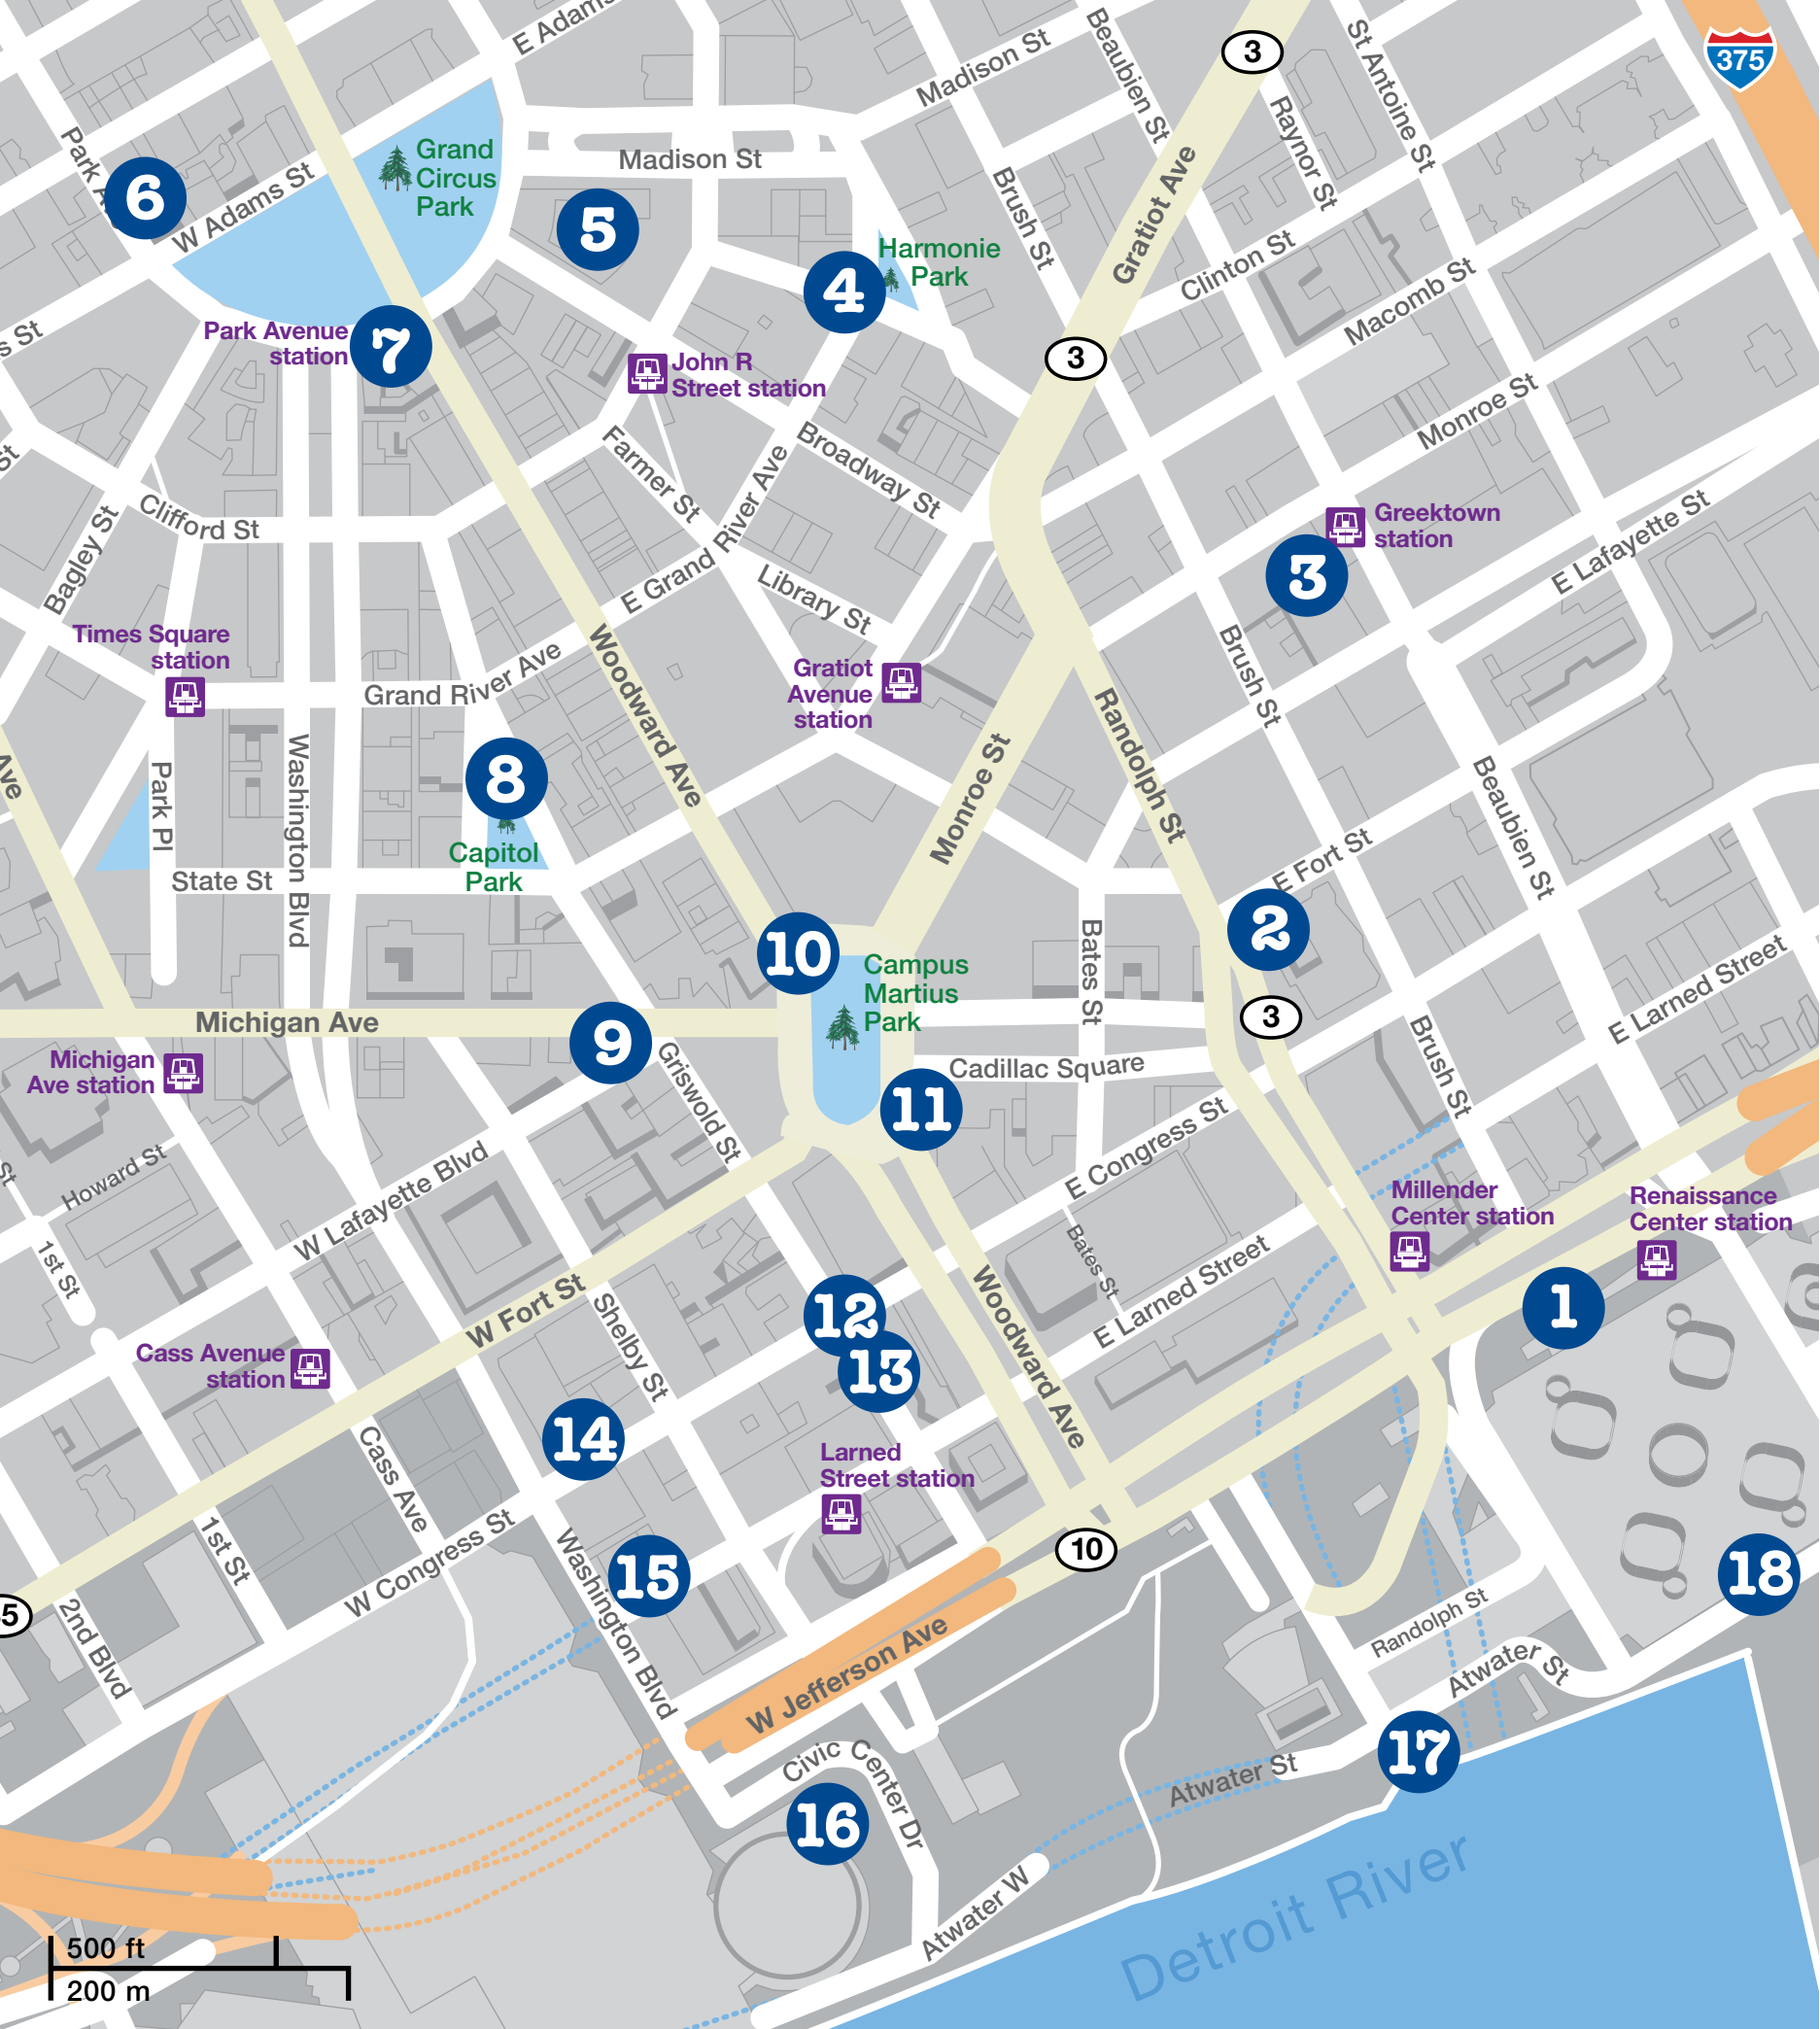 E Adams
Madison St
Beaubien St
3
St Antoine St
375
Park A
6
W Adams St
Grand
Circus
Park
Madison St
5
Brush St
Gratiot Ave
Raynor St
Harmonie
Park
4
Clinton St
Macomb St
s St
Park Avenue
station
7
John R
Street station
3
Monroe St
St
Clifford St
Bagley St
Farmer St
Broadway St
E Grand River Ave
Library St
Greektown
station
3
E Lafayette St
Times Square
station
Grand River Ave
Woodward Ave
Gratiot
Avenue
station
Brush St
Randolph St
Monroe St
Ave
Park Pl
Washington Blvd
8
Capitol
Park
State St
Beaubien St
E Fort St
2
Bates St
10
Campus
Martius
Park
Michigan Ave
9
3
E Larned Street
Michigan
Ave station
Griswold St
Cadillac Square
11
Brush St
E Congress St
Howard St
St
W Lafayette Blvd
1st St
Bates St
E Larned Street
Millender
Center station
Renaissance
Center station
1
W Fort St
Shelby St
12
13
Woodward Ave
Cass Avenue
station
14
Cass Ave
Larned
Street station
1st St
W Congress St
Washington Blvd
15
10
18
5
2nd Blvd
Randolph St
Atwater St
W Jefferson Ave
Civic Center Dr
17
Atwater St
16
Atwater W
Detroit River
500 ft
200 m